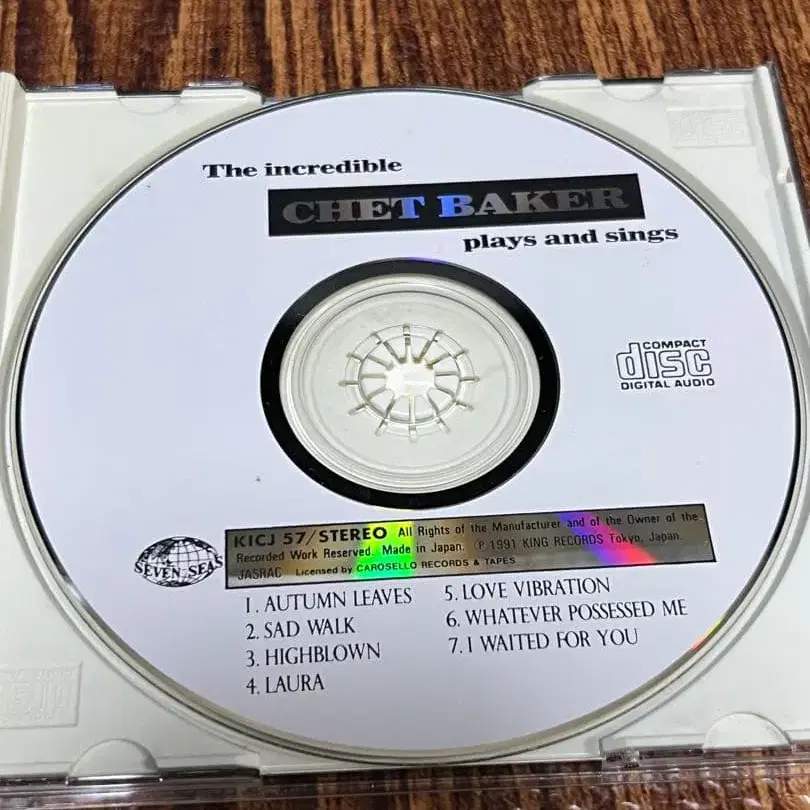 The incredible
CHET BAKER
plays and sings
COMPACT
disc
DIGITAL AUDIO
KICJ 57/STEREO All Rights of the Manufacturer and of the Owner of the
Recorded Work Reserved. Made in Japan. Ⓟ 1991 KING RECORDS Tokyo, Japan.
JASRAC Licensed by CAROSELLO RECORDS & TAPES
SEVEN SEAS
1. AUTUMN LEAVES
2. SAD WALK
3. HIGHBLOWN
4. LAURA
5. LOVE VIBRATION
6. WHATEVER POSSESSED ME
7. I WAITED FOR YOU